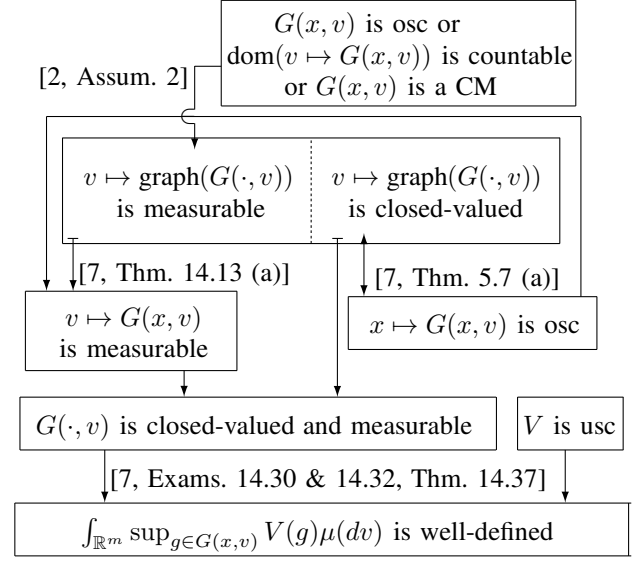 G(x, v) is osc or
dom(v ↦ G(x, v)) is countable
or G(x, v) is a CM
[2, Assum. 2]
v ↦ graph(G(·, v))
is measurable
v ↦ graph(G(·, v))
is closed-valued
[7, Thm. 14.13 (a)]
[7, Thm. 5.7 (a)]
v ↦ G(x, v)
is measurable
x ↦ G(x, v) is osc
G(·, v) is closed-valued and measurable
V is usc
[7, Exams. 14.30 & 14.32, Thm. 14.37]
∫_{ℝ^m} sup_{g∈G(x,v)} V(g)μ(dv) is well-defined